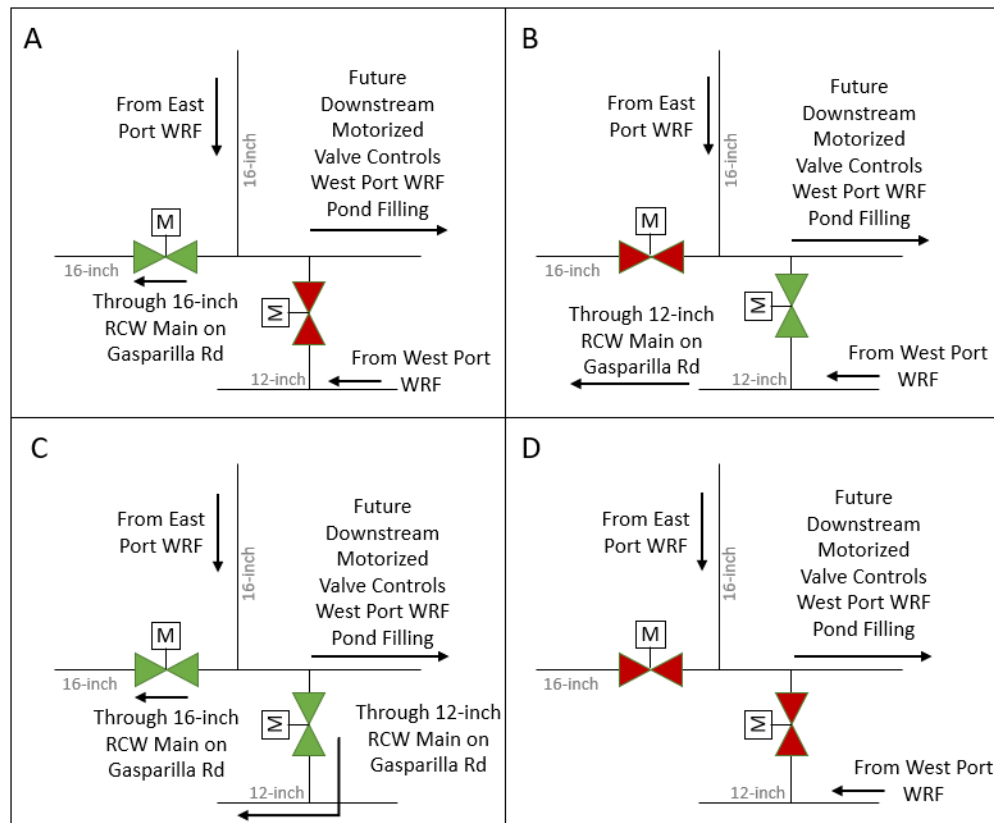 A
From East
Port WRF
16-inch
Future
Downstream
Motorized
Valve Controls
West Port WRF
Pond Filling
M
16-inch
Through 16-inch
RCW Main on
Gasparilla Rd
M
From West Port
WRF
12-inch
B
From East
Port WRF
16-inch
Future
Downstream
Motorized
Valve Controls
West Port WRF
Pond Filling
M
16-inch
Through 12-inch
RCW Main on
Gasparilla Rd
M
From West Port
WRF
12-inch
C
From East
Port WRF
16-inch
Future
Downstream
Motorized
Valve Controls
West Port WRF
Pond Filling
M
16-inch
Through 16-inch
RCW Main on
Gasparilla Rd
M
Through 12-inch
RCW Main on
Gasparilla Rd
12-inch
D
From East
Port WRF
16-inch
Future
Downstream
Motorized
Valve Controls
West Port WRF
Pond Filling
M
16-inch
M
From West Port
WRF
12-inch